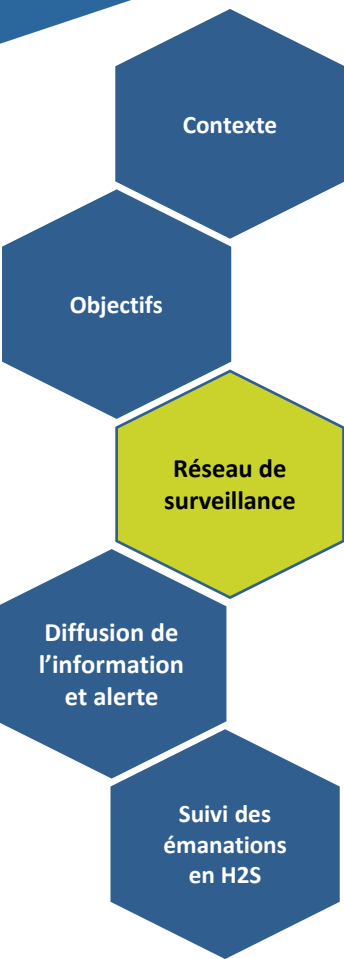 Contexte
Objectifs
Réseau de
surveillance
Diffusion de
l’information
et alerte
Suivi des
émanations
en H2S